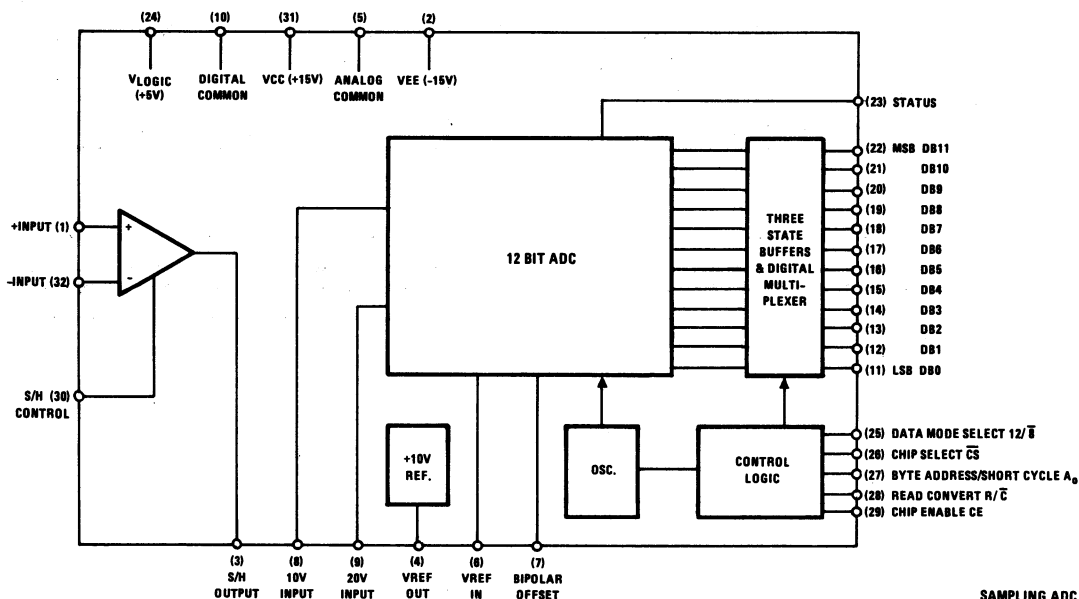 (24) (10) (31) (5) (2)
VLOGIC (+5V)
DIGITAL COMMON
VCC (+15V)
ANALOG COMMON
VEE (-15V)
(23) STATUS
(22) MSB DB11
(21) DB10
(20) DB9
(19) DB8
(18) DB7
(17) DB6
(16) DB5
(15) DB4
(14) DB3
(13) DB2
(12) DB1
(11) LSB DB0
+INPUT (1)
+
-INPUT (32)
-
12 BIT ADC
THREE
STATE
BUFFERS
& DIGITAL
MULTI-
PLEXER
S/H (30)
CONTROL
+10V
REF.
OSC.
CONTROL
LOGIC
(25) DATA MODE SELECT 12/8̅
(26) CHIP SELECT C̅S̅
(27) BYTE ADDRESS/SHORT CYCLE A₀
(28) READ CONVERT R/C̅
(29) CHIP ENABLE CE
(3) S/H OUTPUT
(8) 10V INPUT
(9) 20V INPUT
(4) VREF OUT
(6) VREF IN
(7) BIPOLAR OFFSET
SAMPLING ADC